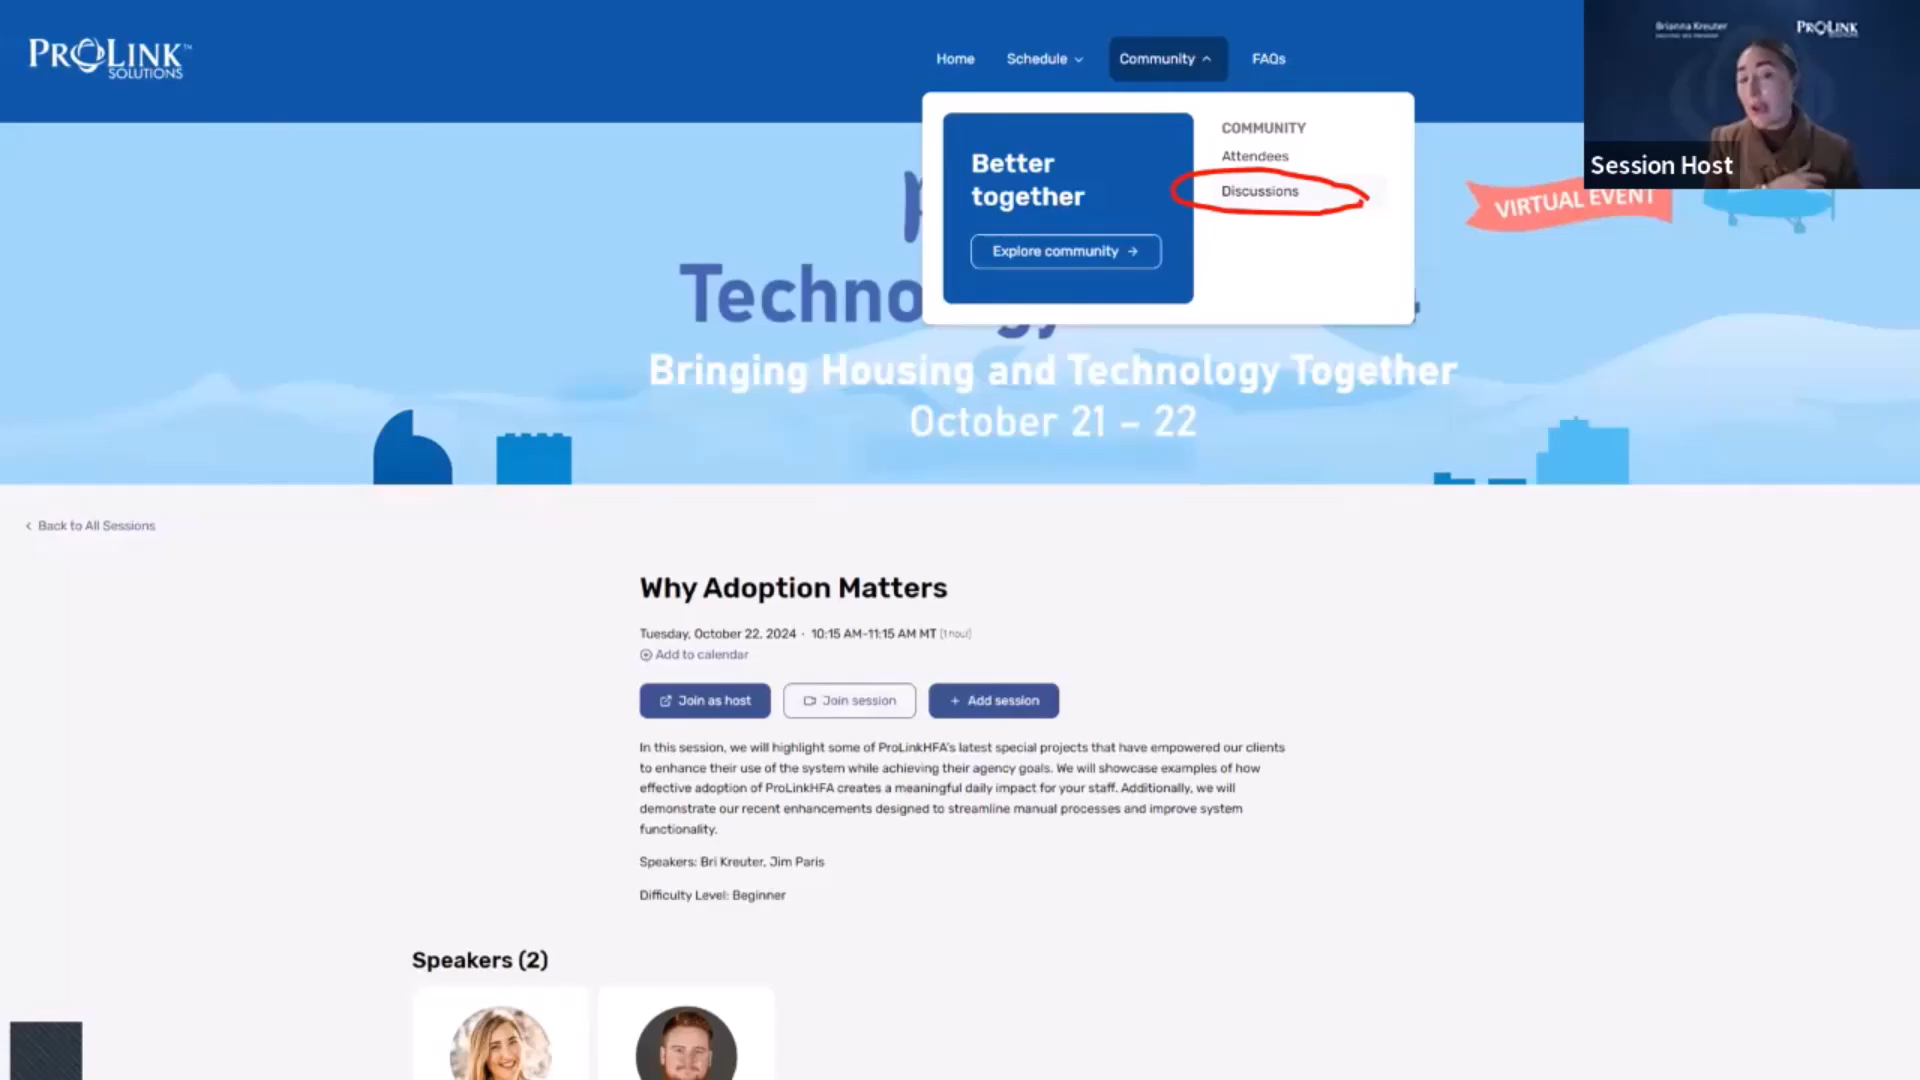 PROLINK™
SOLUTIONS
Home
Schedule
Community
FAQs
Brianna Kreuter
PROLINK
SOLUTIONS
Session Host
Better
together
Explore community →
COMMUNITY
Attendees
Discussions
VIRTUAL EVENT
Techno
Bringing Housing and Technology Together
October 21 – 22
‹ Back to All Sessions
Why Adoption Matters
Tuesday, October 22, 2024 · 10:15 AM-11:15 AM MT (1 hour)
Add to calendar
Join as host
Join session
+ Add session
In this session, we will highlight some of ProLinkHFA's latest special projects that have empowered our clients
to enhance their use of the system while achieving their agency goals. We will showcase examples of how
effective adoption of ProLinkHFA creates a meaningful daily impact for your staff. Additionally, we will
demonstrate our recent enhancements designed to streamline manual processes and improve system
functionality.
Speakers: Bri Kreuter, Jim Paris
Difficulty Level: Beginner
Speakers (2)